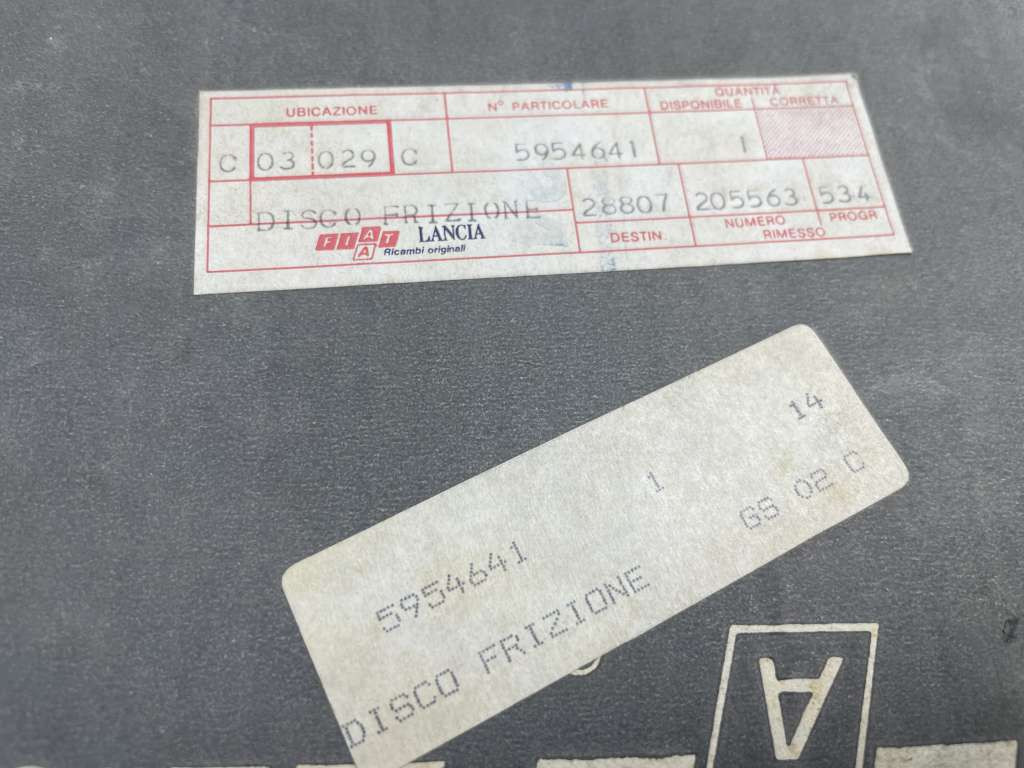 UBICAZIONE
Nº PARTICOLARE
QUANTITÀ
DISPONIBILE
CORRETTA
C 03 029 C
5954641
1
DISCO FRIZIONE
28807
205563
534
DESTIN.
NUMERO
RIMESSO
PROGR.
FIAT
A
LANCIA
Ricambi originali
14
1
GS 02 C
5954641
DISCO FRIZIONE
A